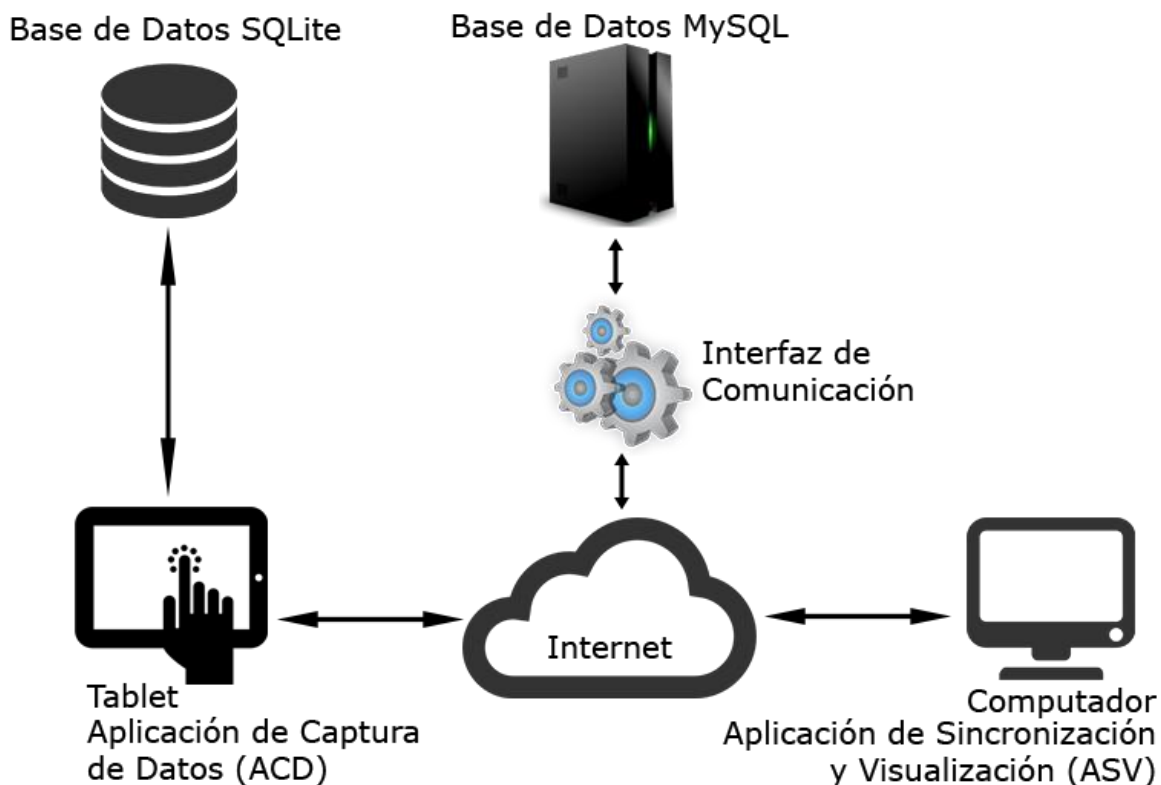 Base de Datos SQLite
Base de Datos MySQL
Interfaz de
Comunicación
Internet
Tablet
Aplicación de Captura
de Datos (ACD)
Computador
Aplicación de Sincronización
y Visualización (ASV)